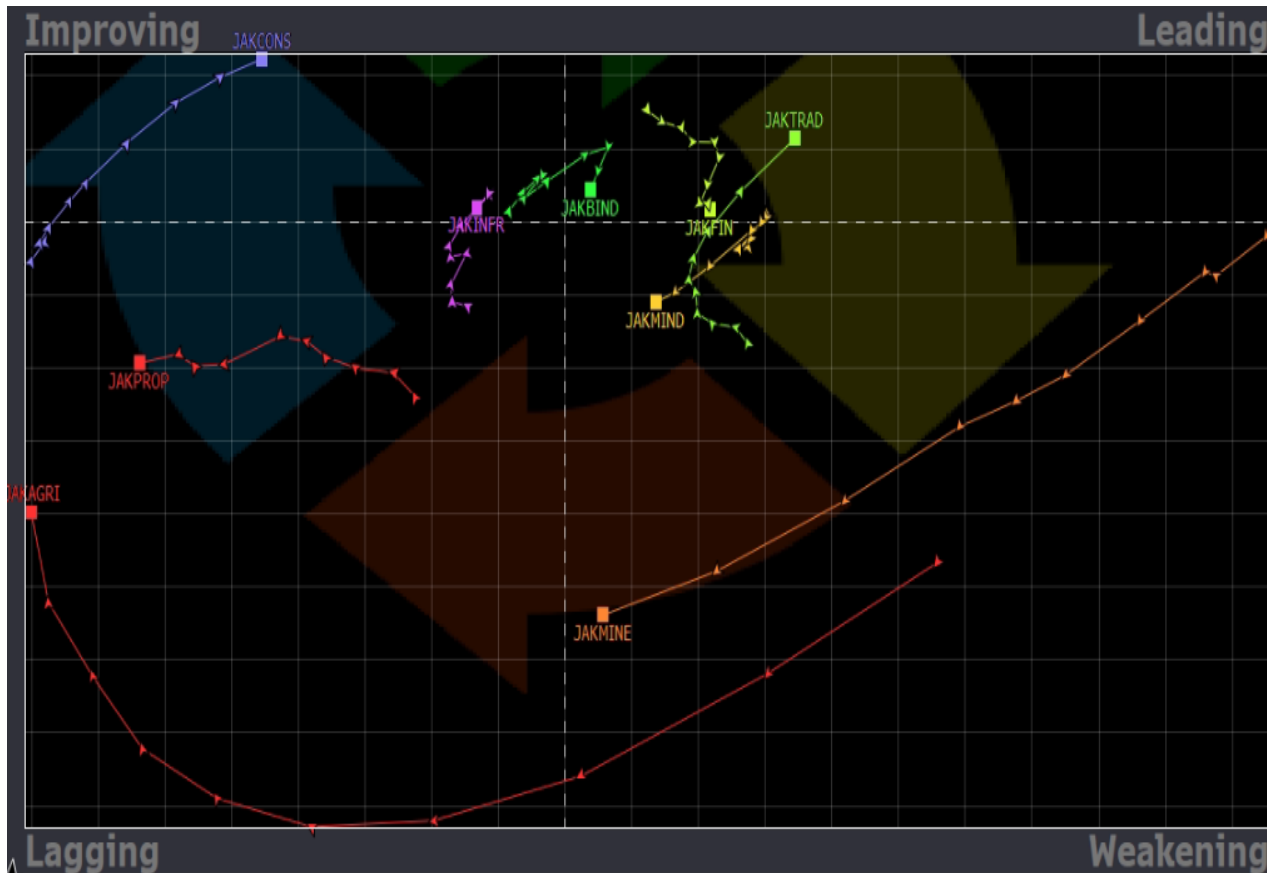 Improving
Leading
JAKCONS
JAKTRAD
JAKBIND
JAKINFR
JAKFIN
JAKMIND
JAKPROP
JAKAGRI
JAKMINE
Lagging
Weakening